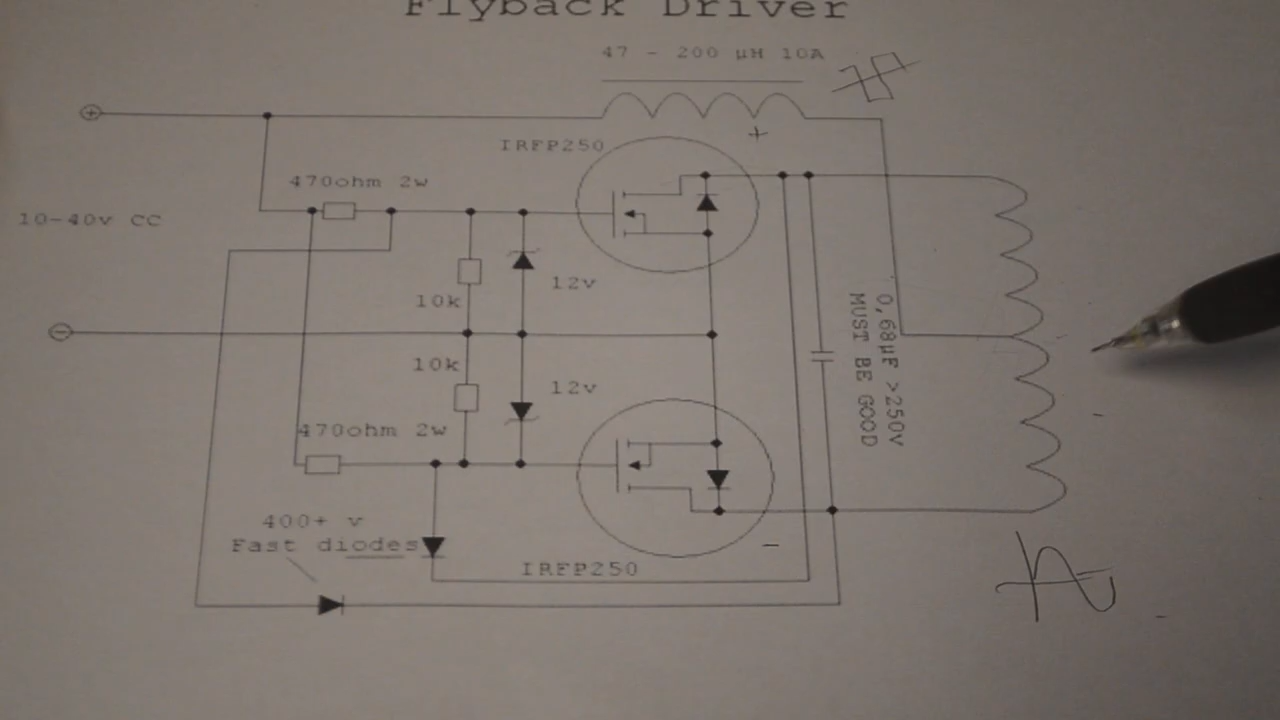 Flyback Driver
47 - 200 µH 10A
IRFP250
470ohm 2w
10-40v CC
12v
10k
0,68µF >250V
MUST BE GOOD
10k
12v
470ohm 2w
400+ v
Fast diodes
IRFP250